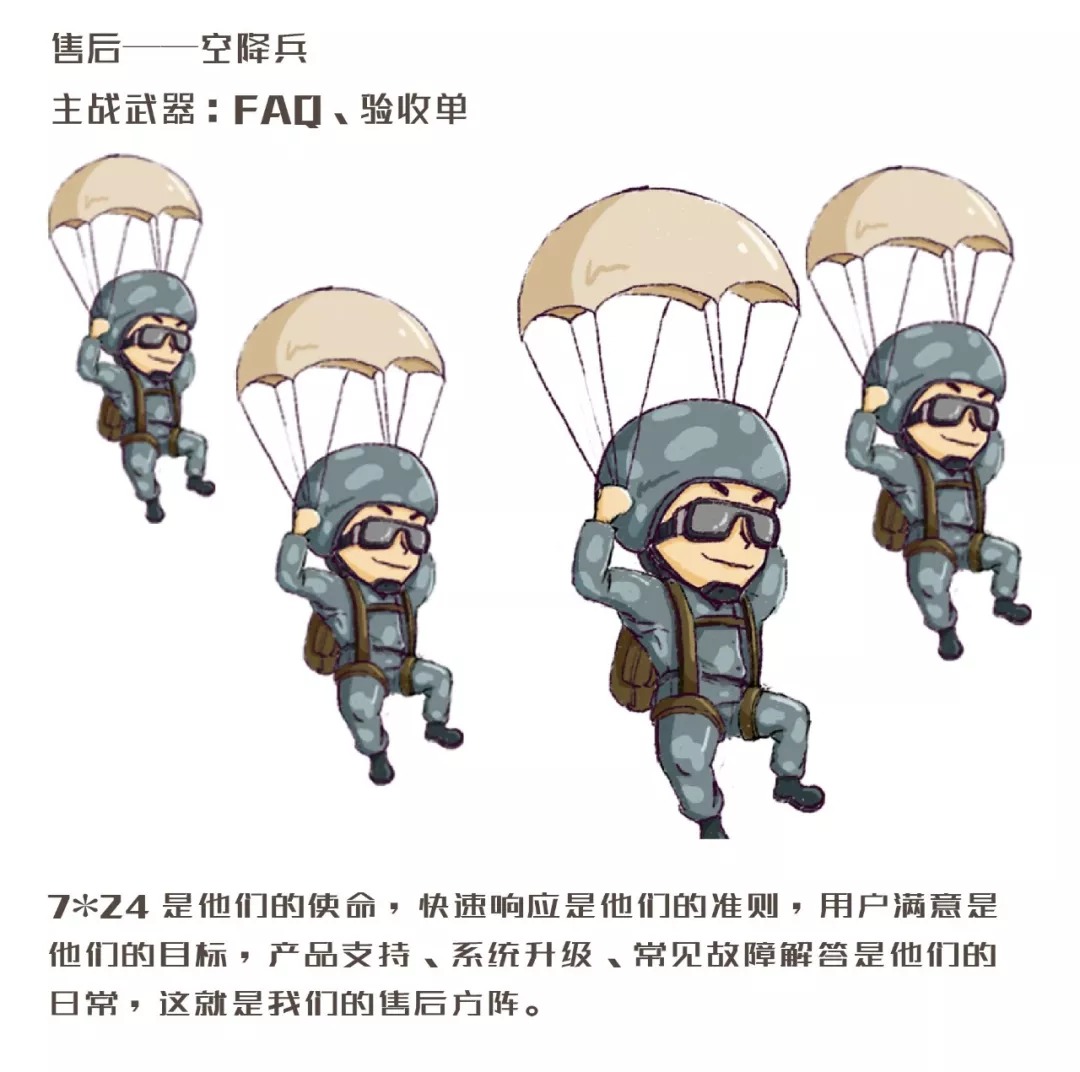 售后——空降兵
主战武器：FAQ、验收单
7*24 是他们的使命，快速响应是他们的准则，用户满意是
他们的目标，产品支持、系统升级、常见故障解答是他们的
日常，这就是我们的售后方阵。